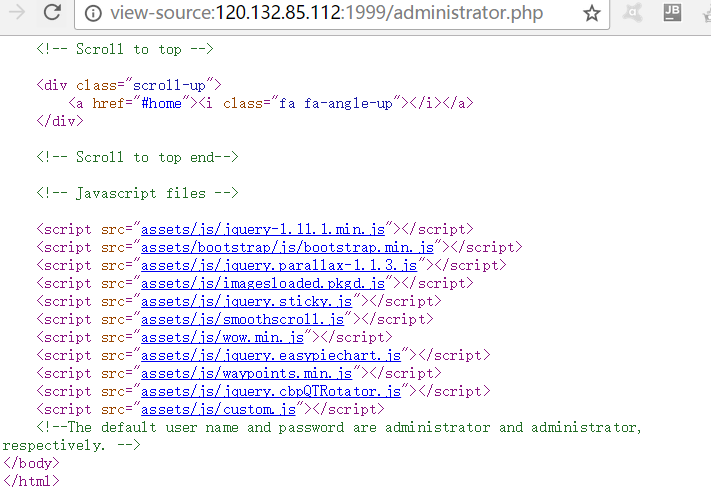 view-source:120.132.85.112:1999/administrator.php
JB
<!-- Scroll to top -->
<div class="scroll-up">
<a href="#home"><i class="fa fa-angle-up"></i></a>
</div>
<!-- Scroll to top end-->
<!-- Javascript files -->
<script src="assets/js/jquery-1.11.1.min.js"></script>
<script src="assets/bootstrap/js/bootstrap.min.js"></script>
<script src="assets/js/jquery.parallax-1.1.3.js"></script>
<script src="assets/js/imagesloaded.pkgd.js"></script>
<script src="assets/js/jquery.sticky.js"></script>
<script src="assets/js/smoothscroll.js"></script>
<script src="assets/js/wow.min.js"></script>
<script src="assets/js/jquery.easypiechart.js"></script>
<script src="assets/js/waypoints.min.js"></script>
<script src="assets/js/jquery.cbpQTRotator.js"></script>
<script src="assets/js/custom.js"></script>
<!--The default user name and password are administrator and administrator,
respectively. -->
</body>
</html>